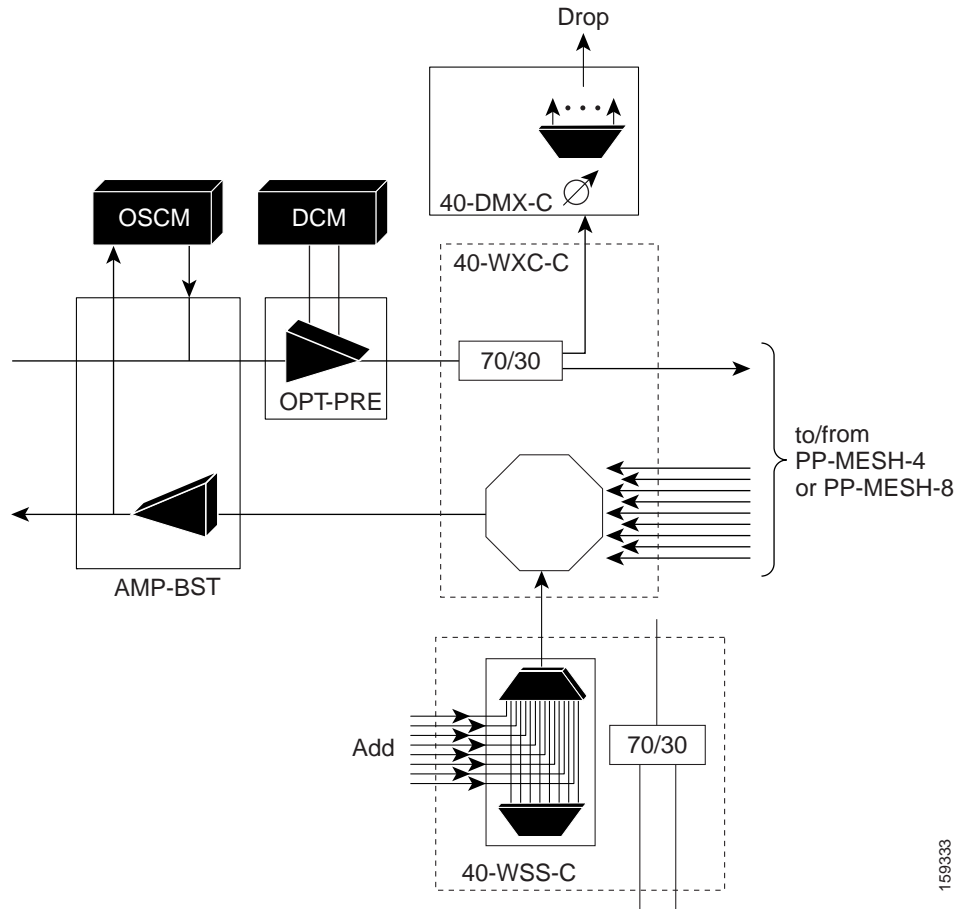 Drop
40-DMX-C
OSCM
DCM
40-WXC-C
70/30
OPT-PRE
to/from
PP-MESH-4
or PP-MESH-8
AMP-BST
Add
70/30
40-WSS-C
159333